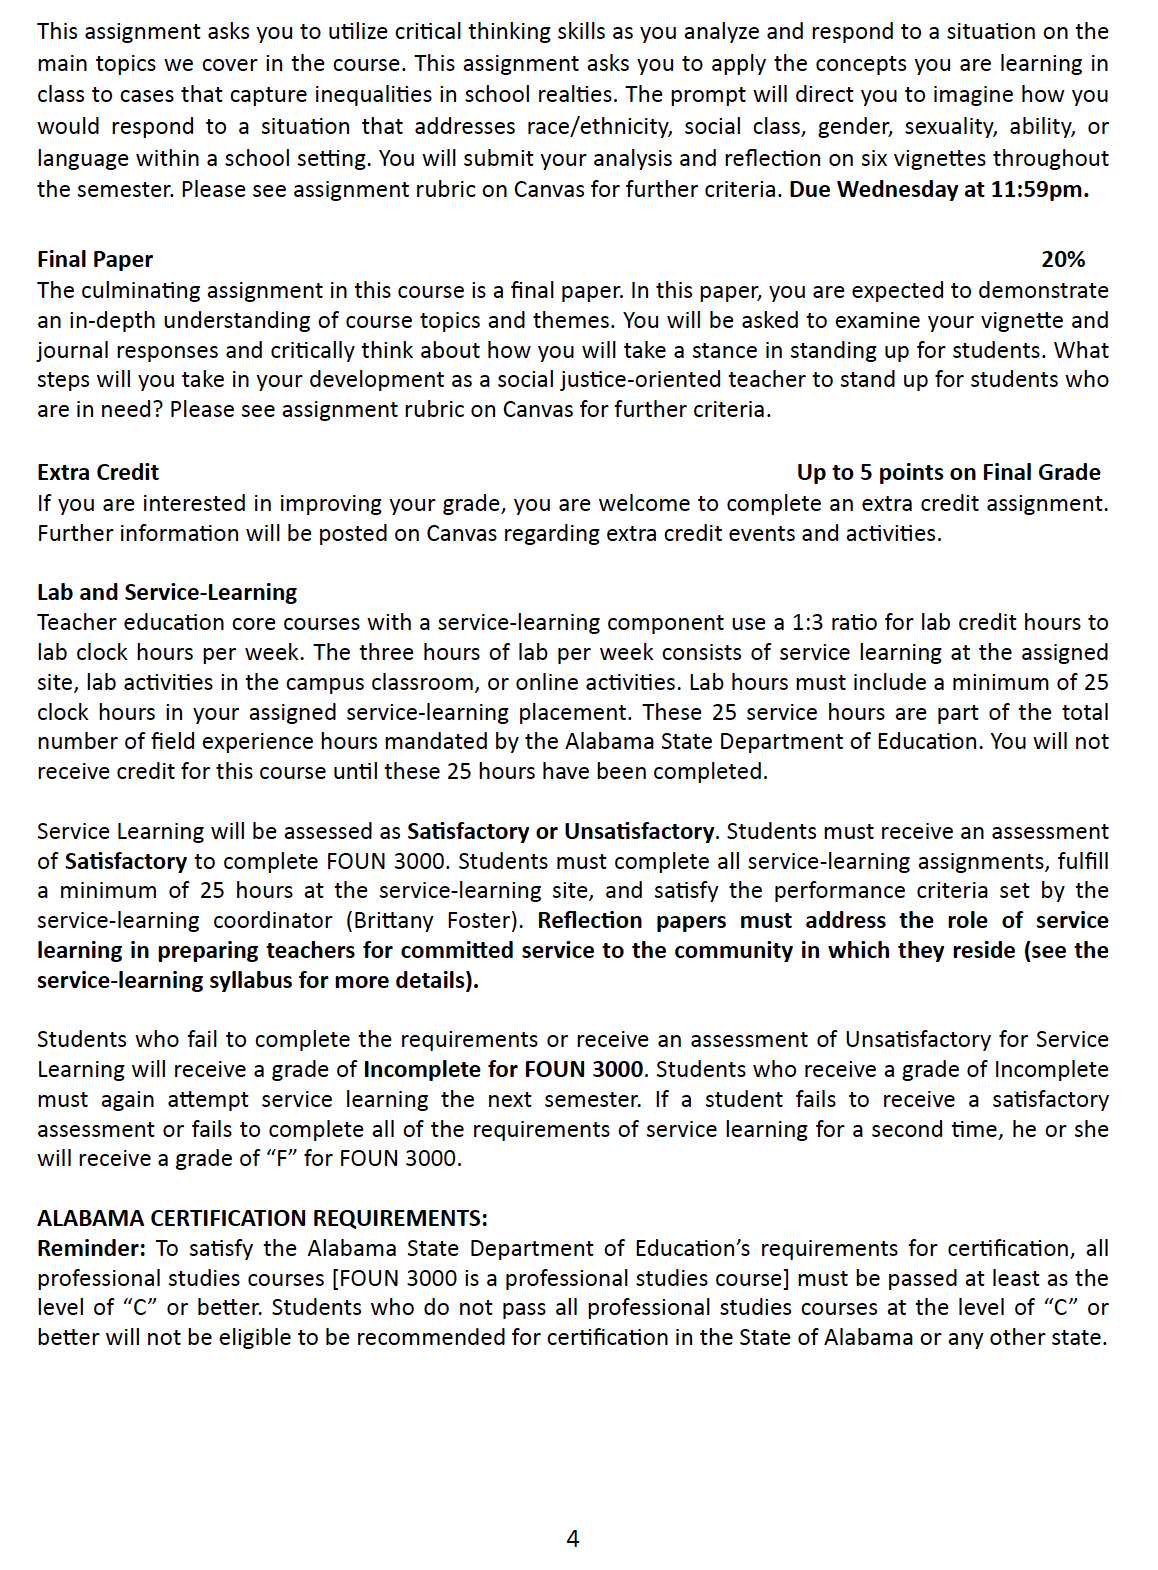 This assignment asks you to utilize critical thinking skills as you analyze and respond to a situation on the
main topics we cover in the course. This assignment asks you to apply the concepts you are learning in
class to cases that capture inequalities in school realties. The prompt will direct you to imagine how you
would respond to a situation that addresses race/ethnicity, social class, gender, sexuality, ability, or
language within a school setting. You will submit your analysis and reflection on six vignettes throughout
the semester. Please see assignment rubric on Canvas for further criteria. Due Wednesday at 11:59pm.
Final Paper 20%
The culminating assignment in this course is a final paper. In this paper, you are expected to demonstrate
an in-depth understanding of course topics and themes. You will be asked to examine your vignette and
journal responses and critically think about how you will take a stance in standing up for students. What
steps will you take in your development as a social justice-oriented teacher to stand up for students who
are in need? Please see assignment rubric on Canvas for further criteria.
Extra Credit Up to 5 points on Final Grade
If you are interested in improving your grade, you are welcome to complete an extra credit assignment.
Further information will be posted on Canvas regarding extra credit events and activities.
Lab and Service-Learning
Teacher education core courses with a service-learning component use a 1:3 ratio for lab credit hours to
lab clock hours per week. The three hours of lab per week consists of service learning at the assigned
site, lab activities in the campus classroom, or online activities. Lab hours must include a minimum of 25
clock hours in your assigned service-learning placement. These 25 service hours are part of the total
number of field experience hours mandated by the Alabama State Department of Education. You will not
receive credit for this course until these 25 hours have been completed.
Service Learning will be assessed as Satisfactory or Unsatisfactory. Students must receive an assessment
of Satisfactory to complete FOUN 3000. Students must complete all service-learning assignments, fulfill
a minimum of 25 hours at the service-learning site, and satisfy the performance criteria set by the
service-learning coordinator (Brittany Foster). Reflection papers must address the role of service
learning in preparing teachers for committed service to the community in which they reside (see the
service-learning syllabus for more details).
Students who fail to complete the requirements or receive an assessment of Unsatisfactory for Service
Learning will receive a grade of Incomplete for FOUN 3000. Students who receive a grade of Incomplete
must again attempt service learning the next semester. If a student fails to receive a satisfactory
assessment or fails to complete all of the requirements of service learning for a second time, he or she
will receive a grade of “F” for FOUN 3000.
ALABAMA CERTIFICATION REQUIREMENTS:
Reminder: To satisfy the Alabama State Department of Education’s requirements for certification, all
professional studies courses [FOUN 3000 is a professional studies course] must be passed at least as the
level of “C” or better. Students who do not pass all professional studies courses at the level of “C” or
better will not be eligible to be recommended for certification in the State of Alabama or any other state.
4